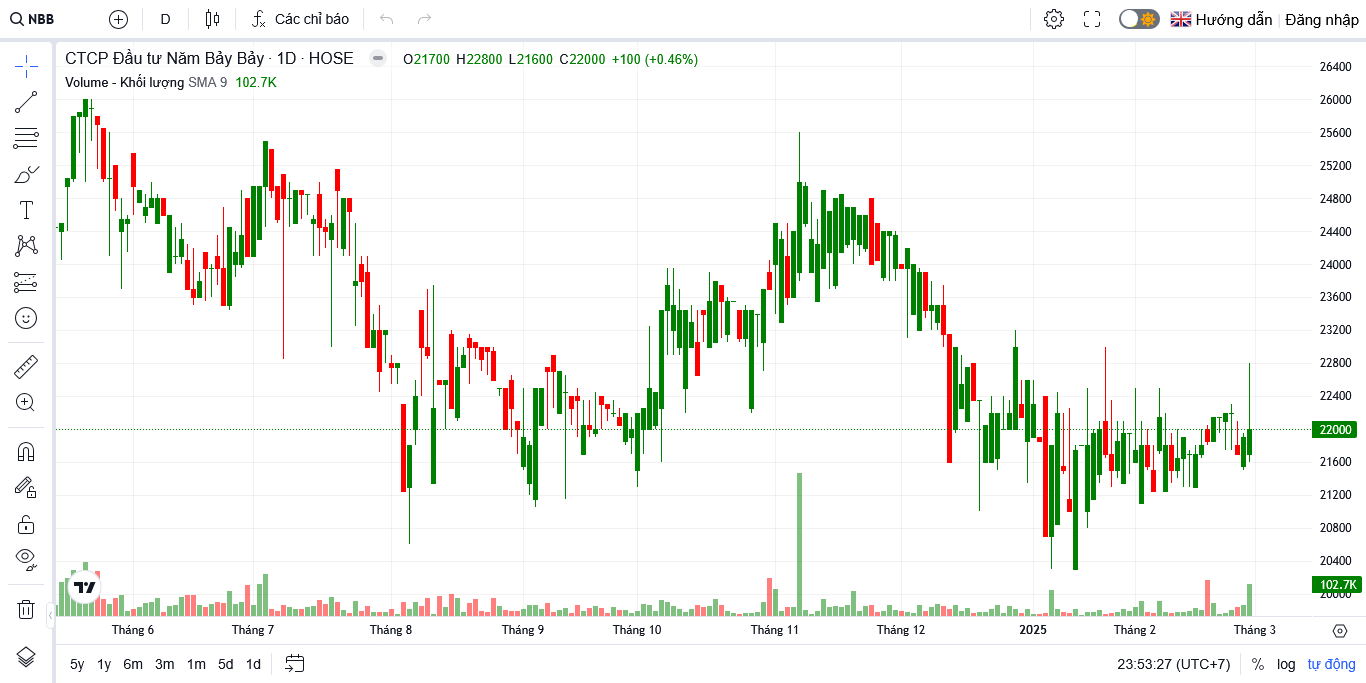 NBB D Các chỉ báo Hướng dẫn Đăng nhập
CTCP Đầu tư Năm Bảy Bảy · 1D · HOSE O21700 H22800 L21600 C22000 +100 (+0.46%)
Volume - Khối lượng SMA 9 102.7K
26400
26000
25600
25200
24800
24400
24000
23600
23200
22800
22400
22000
21600
21200
20800
20400
102.7K
20000
Tháng 6 Tháng 7 Tháng 8 Tháng 9 Tháng 10 Tháng 11 Tháng 12 2025 Tháng 2 Tháng 3
5y 1y 6m 3m 1m 5d 1d 23:53:27 (UTC+7) % log tự động